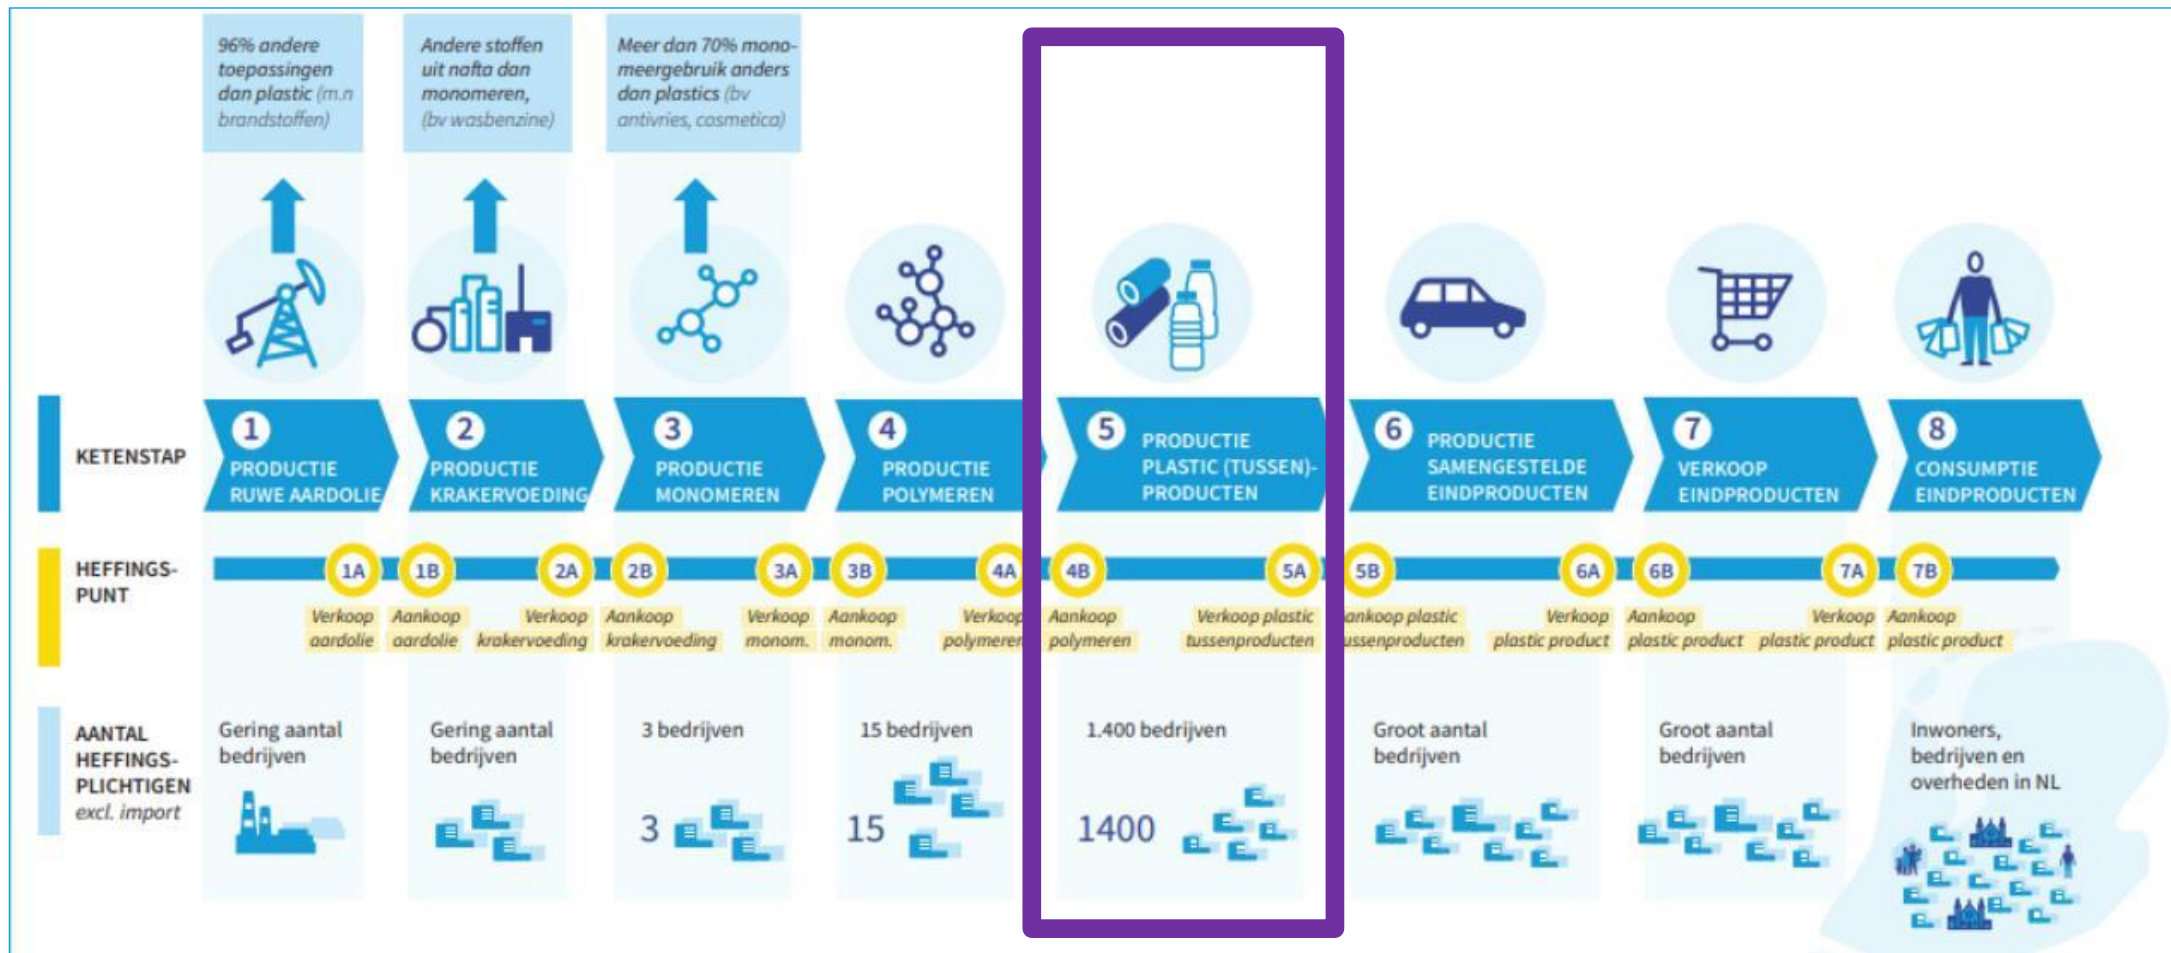 96% andere
toepassingen
dan plastic (m.n
brandstoffen)
Andere stoffen
uit nafta dan
monomeren,
(bv wasbenzine)
Meer dan 70% mono-
meergebruik anders
dan plastics (bv
antivries, cosmetica)
KETENSTAP
1
PRODUCTIE
RUWE AARDOLIE
2
PRODUCTIE
KRAKERVOEDING
3
PRODUCTIE
MONOMEREN
4
PRODUCTIE
POLYMEREN
5
PRODUCTIE
PLASTIC (TUSSEN)-
PRODUCTEN
6
PRODUCTIE
SAMENGESTELDE
EINDPRODUCTEN
7
VERKOOP
EINDPRODUCTEN
8
CONSUMPTIE
EINDPRODUCTEN
HEFFINGS-
PUNT
1A
Verkoop
aardolie
1B
Aankoop
aardolie
2A
Verkoop
krakervoeding
2B
Aankoop
krakervoeding
3A
Verkoop
monom.
3B
Aankoop
monom.
4A
Verkoop
polymeren
4B
Aankoop
polymeren
5A
Verkoop plastic
tussenproducten
5B
ankoop plastic
ussenproducten
6A
Verkoop
plastic product
6B
Aankoop
plastic product
7A
Verkoop
plastic product
7B
Aankoop
plastic product
AANTAL
HEFFINGS-
PLICHTIGEN
excl. import
Gering aantal
bedrijven
Gering aantal
bedrijven
3 bedrijven
3
15 bedrijven
15
1.400 bedrijven
1400
Groot aantal
bedrijven
Groot aantal
bedrijven
Inwoners,
bedrijven en
overheden in NL